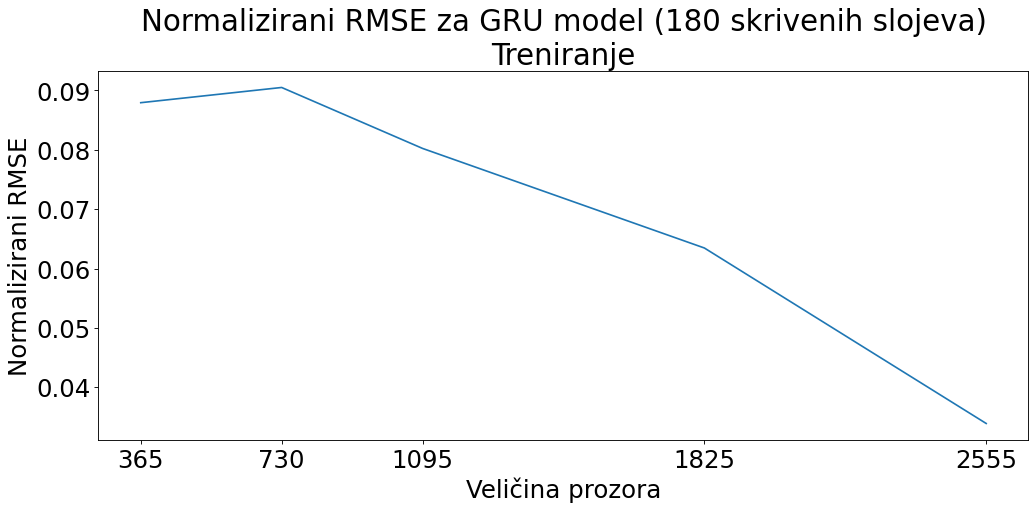 Normalizirani RMSE za GRU model (180 skrivenih slojeva)
Treniranje
0.09
0.08
0.07
0.06
0.05
0.04
Normalizirani RMSE
365 730 1095 1825 2555
Veličina prozora